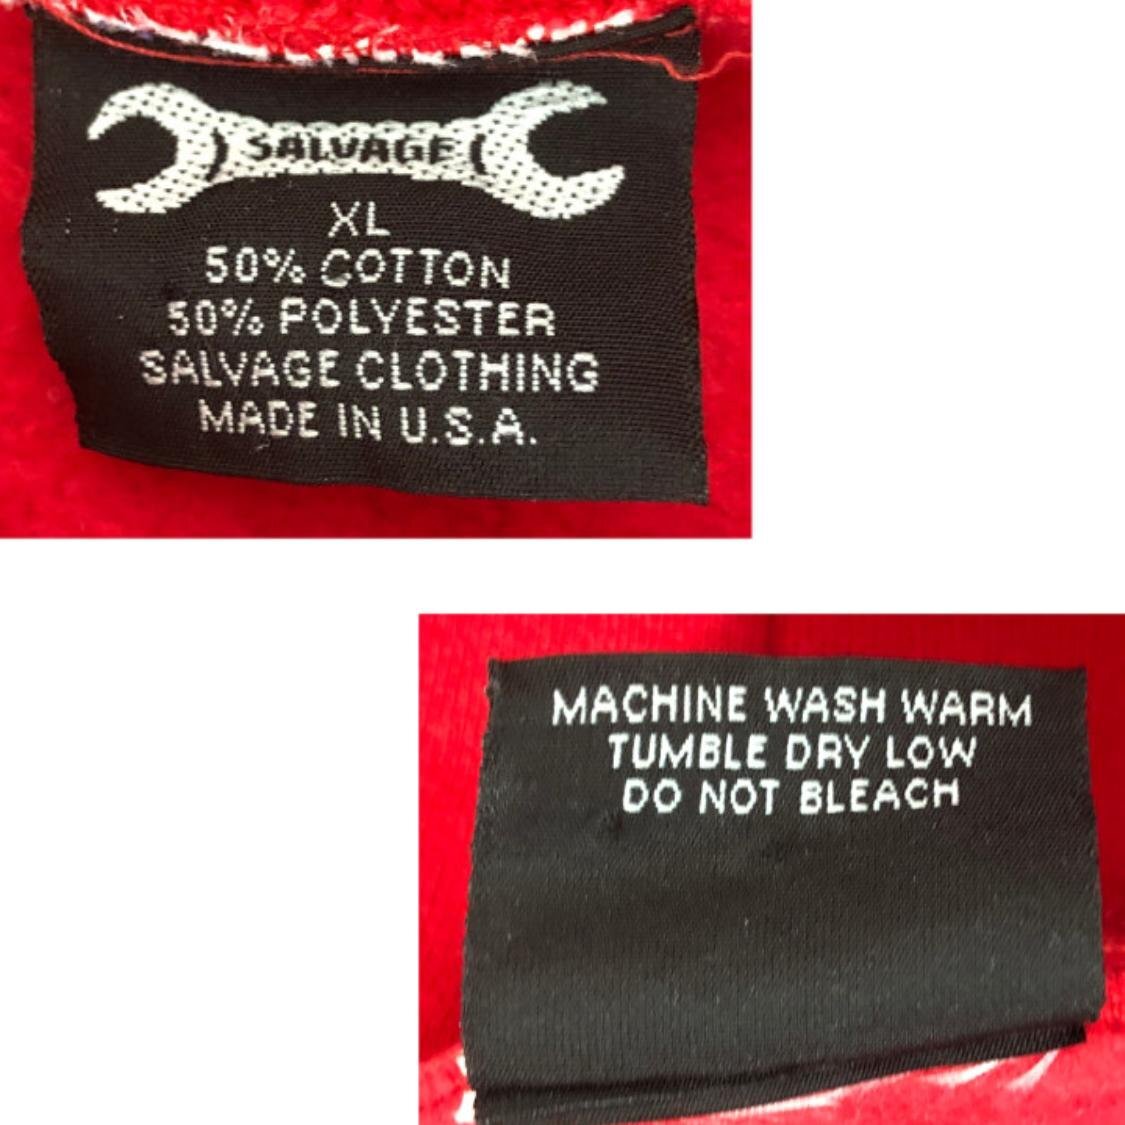 SALVAGE
XL
50% COTTON
50% POLYESTER
SALVAGE CLOTHING
MADE IN U.S.A.
MACHINE WASH WARM
TUMBLE DRY LOW
DO NOT BLEACH